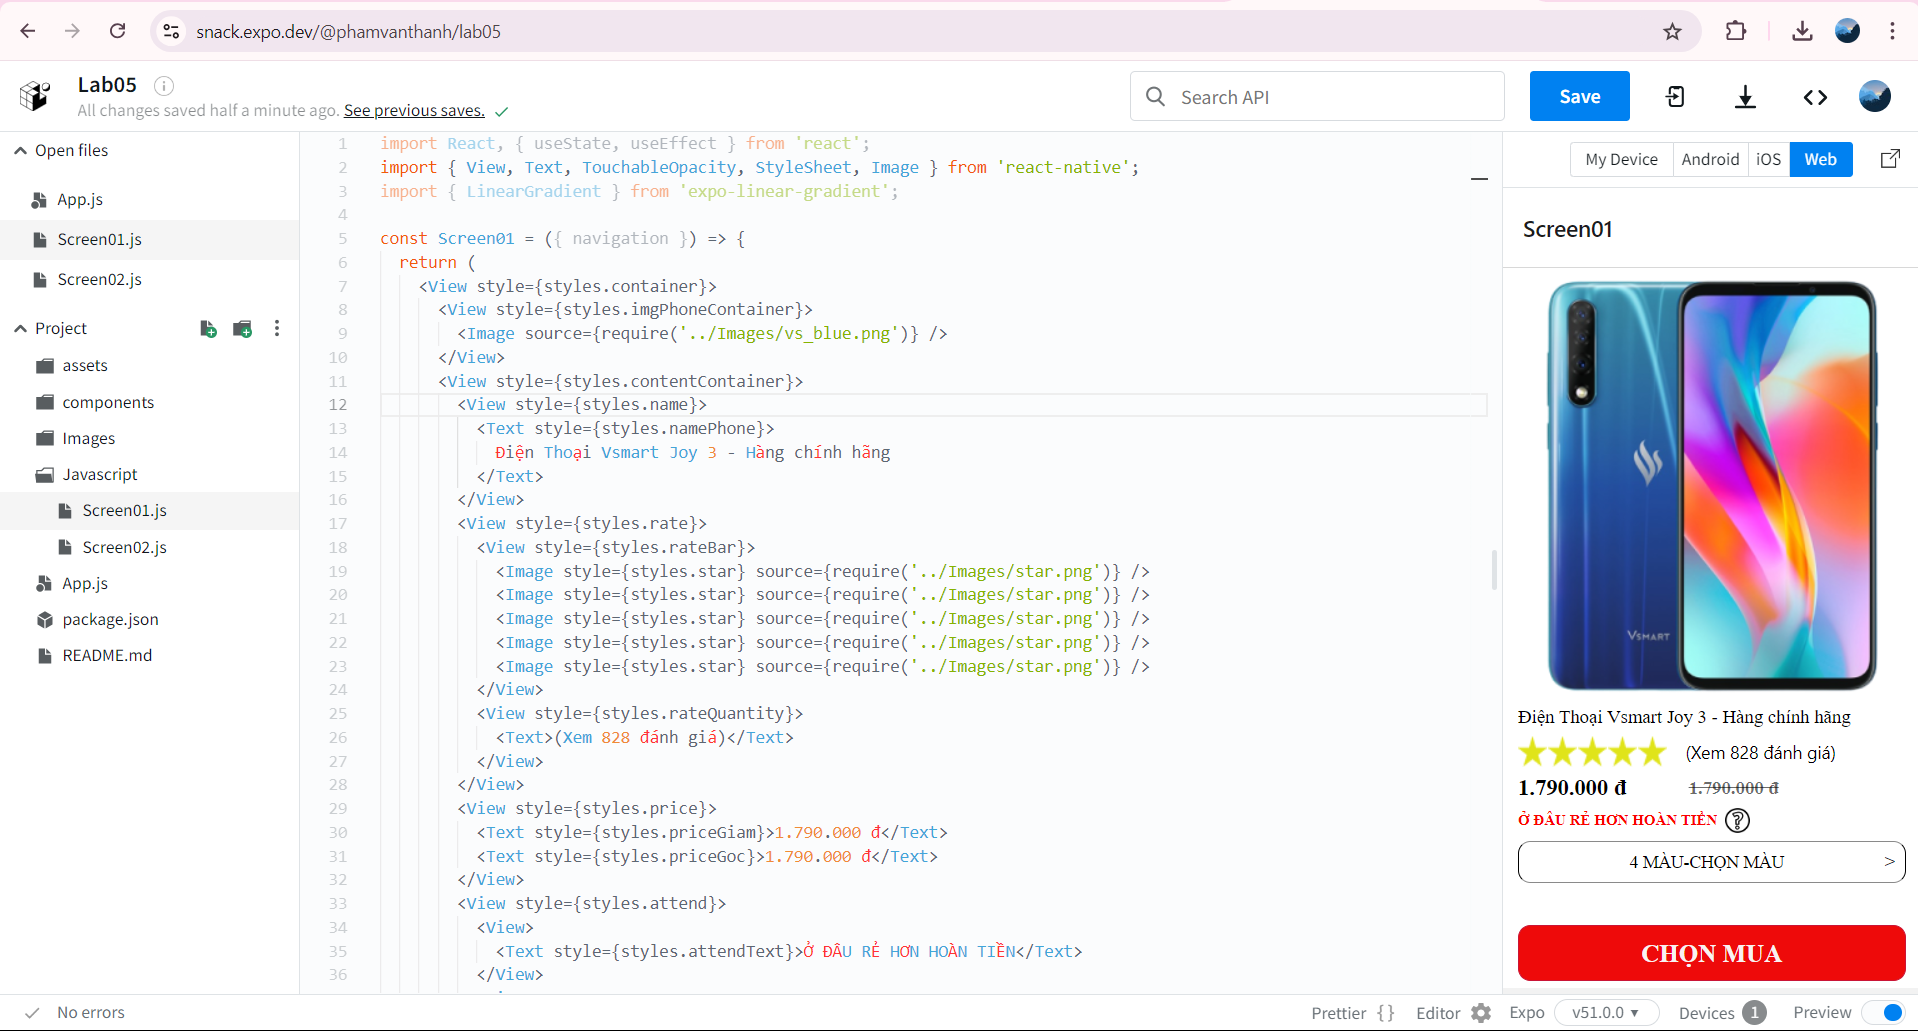 snack.expo.dev/@phamvanthanh/lab05
Lab05
All changes saved half a minute ago. See previous saves.
Search API
Save
Open files
App.js
Screen01.js
Screen02.js
Project
assets
components
Images
Javascript
Screen01.js
Screen02.js
App.js
package.json
README.md
1 import React, { useState, useEffect } from 'react';
2 import { View, Text, TouchableOpacity, StyleSheet, Image } from 'react-native';
3 import { LinearGradient } from 'expo-linear-gradient';
4
5 const Screen01 = ({ navigation }) => {
6 return (
7 <View style={styles.container}>
8 <View style={styles.imgPhoneContainer}>
9 <Image source={require('../Images/vs_blue.png')} />
10 </View>
11 <View style={styles.contentContainer}>
12 <View style={styles.name}>
13 <Text style={styles.namePhone}>
14 Điện Thoại Vsmart Joy 3 - Hàng chính hãng
15 </Text>
16 </View>
17 <View style={styles.rate}>
18 <View style={styles.rateBar}>
19 <Image style={styles.star} source={require('../Images/star.png')} />
20 <Image style={styles.star} source={require('../Images/star.png')} />
21 <Image style={styles.star} source={require('../Images/star.png')} />
22 <Image style={styles.star} source={require('../Images/star.png')} />
23 <Image style={styles.star} source={require('../Images/star.png')} />
24 </View>
25 <View style={styles.rateQuantity}>
26 <Text>(Xem 828 đánh giá)</Text>
27 </View>
28 </View>
29 <View style={styles.price}>
30 <Text style={styles.priceGiam}>1.790.000 đ</Text>
31 <Text style={styles.priceGoc}>1.790.000 đ</Text>
32 </View>
33 <View style={styles.attend}>
34 <View>
35 <Text style={styles.attendText}>Ở ĐÂU RẺ HƠN HOÀN TIỀN</Text>
36 </View>
My Device Android iOS Web
Screen01
VSMART
Điện Thoại Vsmart Joy 3 - Hàng chính hãng
(Xem 828 đánh giá)
1.790.000 đ 1.790.000 đ
Ở ĐÂU RẺ HƠN HOÀN TIỀN ?
4 MÀU-CHỌN MÀU >
CHỌN MUA
No errors
Prettier {} Editor Expo v51.0.0 Devices 1 Preview